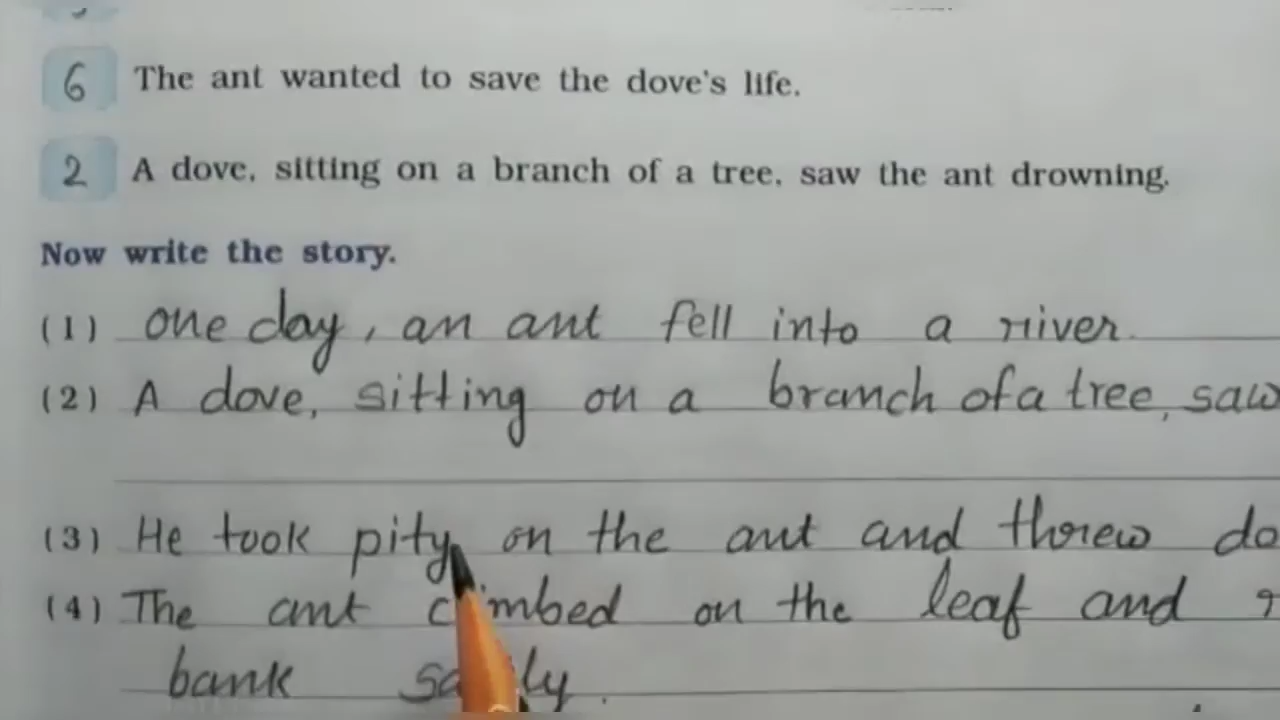 6 The ant wanted to save the dove's life.
2 A dove, sitting on a branch of a tree, saw the ant drowning.
Now write the story.
(1) one day, an ant fell into a river.
(2) A dove, sitting on a branch of a tree, saw
(3) He took pity on the ant and threw do
(4) The ant climbed on the leaf and
bank safely.